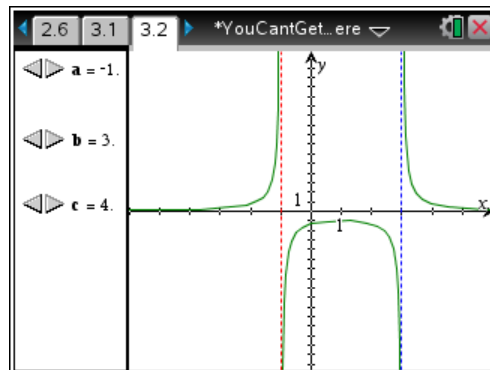 2.6 3.1 3.2 *YouCantGet...ere
a = -1.
b = 3.
c = 4.
y
1
x
1